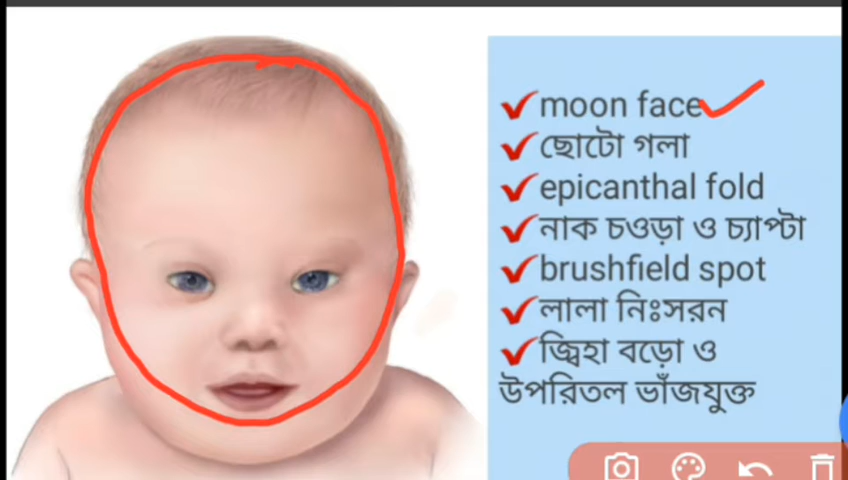 moon face
ছোটো গলা
epicanthal fold
নাক চওড়া ও চ্যাপ্টা
brushfield spot
লালা নিঃসরন
জ্বিহা বড়ো ও
উপরিতল ভাঁজযুক্ত